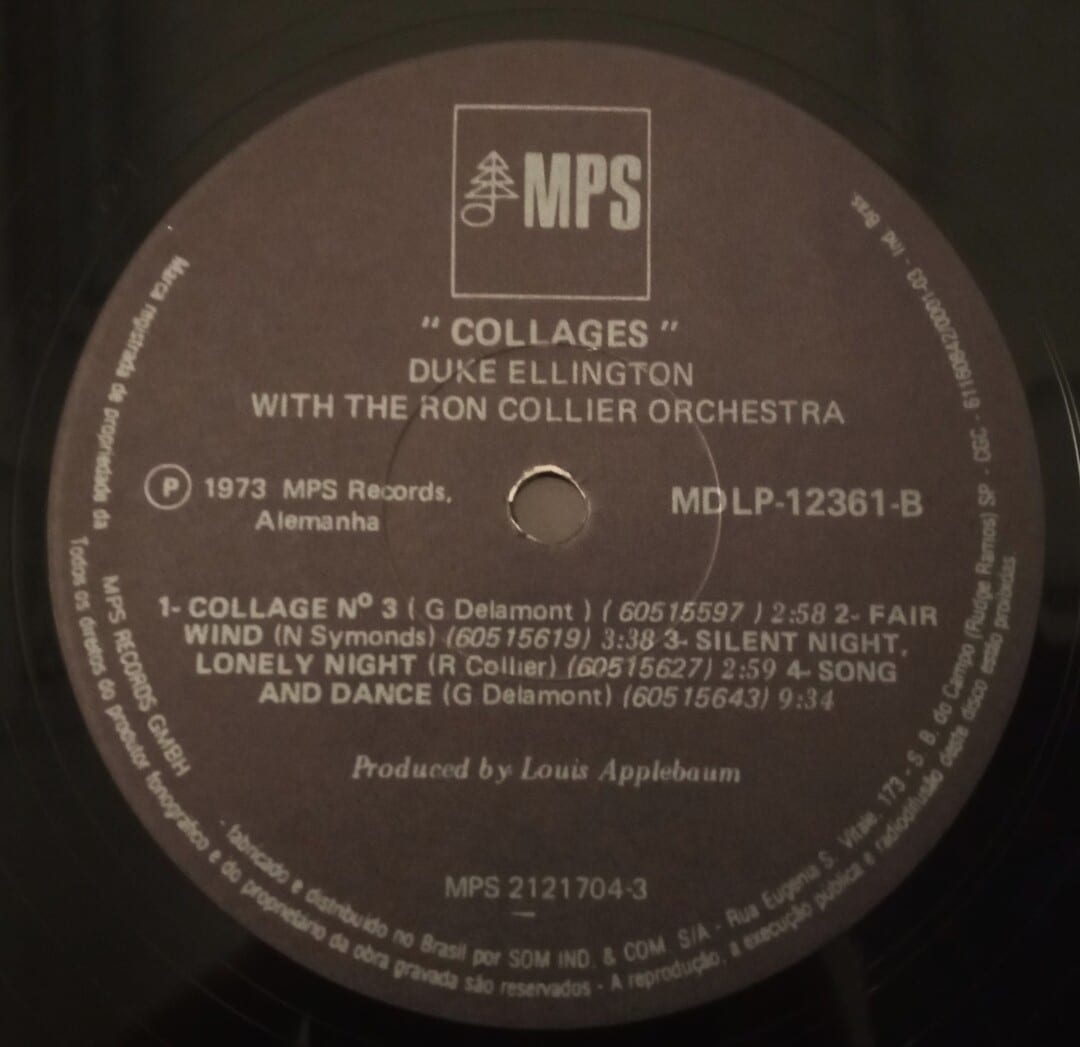 MPS
" COLLAGES "
DUKE ELLINGTON
WITH THE RON COLLIER ORCHESTRA
P 1973 MPS Records,
Alemanha
MDLP-12361-B
1- COLLAGE Nº 3 ( G Delamont ) ( 60515597 ) 2:58 2- FAIR
WIND (N Symonds) (60515619) 3:38 3- SILENT NIGHT,
LONELY NIGHT (R Collier) (60515627) 2:59 4- SONG
AND DANCE (G Delamont) (60515643) 9:34
Produced by Louis Applebaum
MPS 2121704-3
Marca registrada de propriedade da MPS RECORDS GMBH - fabricado e distribuido no Brasil por SOM IND. & COM. S/A - Rua Eugenia S. Vitale, 173 - S. B. do Campo (Rudge Ramos) SP - CGC - 61160842/0001-03 - Ind. Bras.
Todos os direitos do produtor fonográfico e do proprietário da obra gravada são reservados - A reprodução, a execução pública e radiodifusão deste disco estão proibidas.